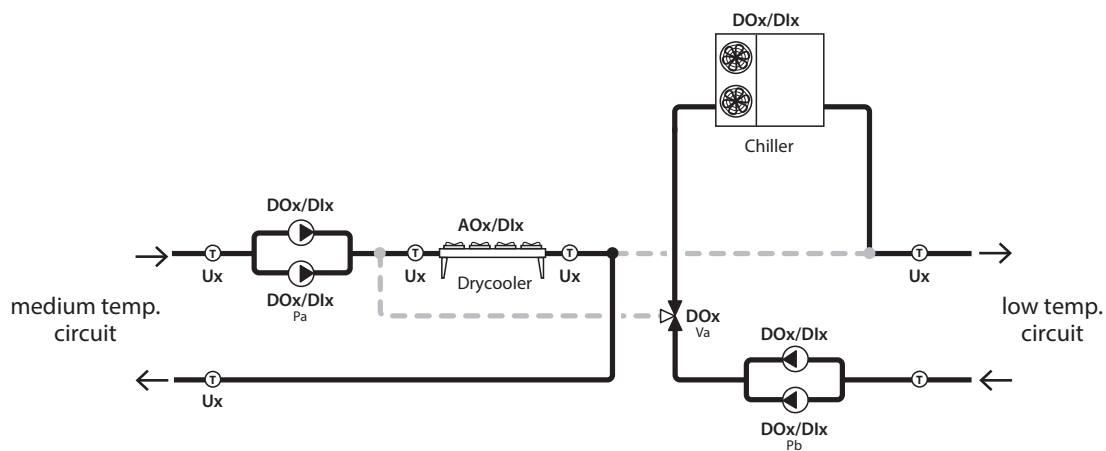 DOx/DIx
Chiller
DOx/DIx
AOx/DIx
T
T
T
T
Ux
Ux
Drycooler
Ux
Ux
DOx/DIx
Pa
medium temp.
circuit
low temp.
circuit
DOx
Va
DOx/DIx
T
T
Ux
DOx/DIx
Pb